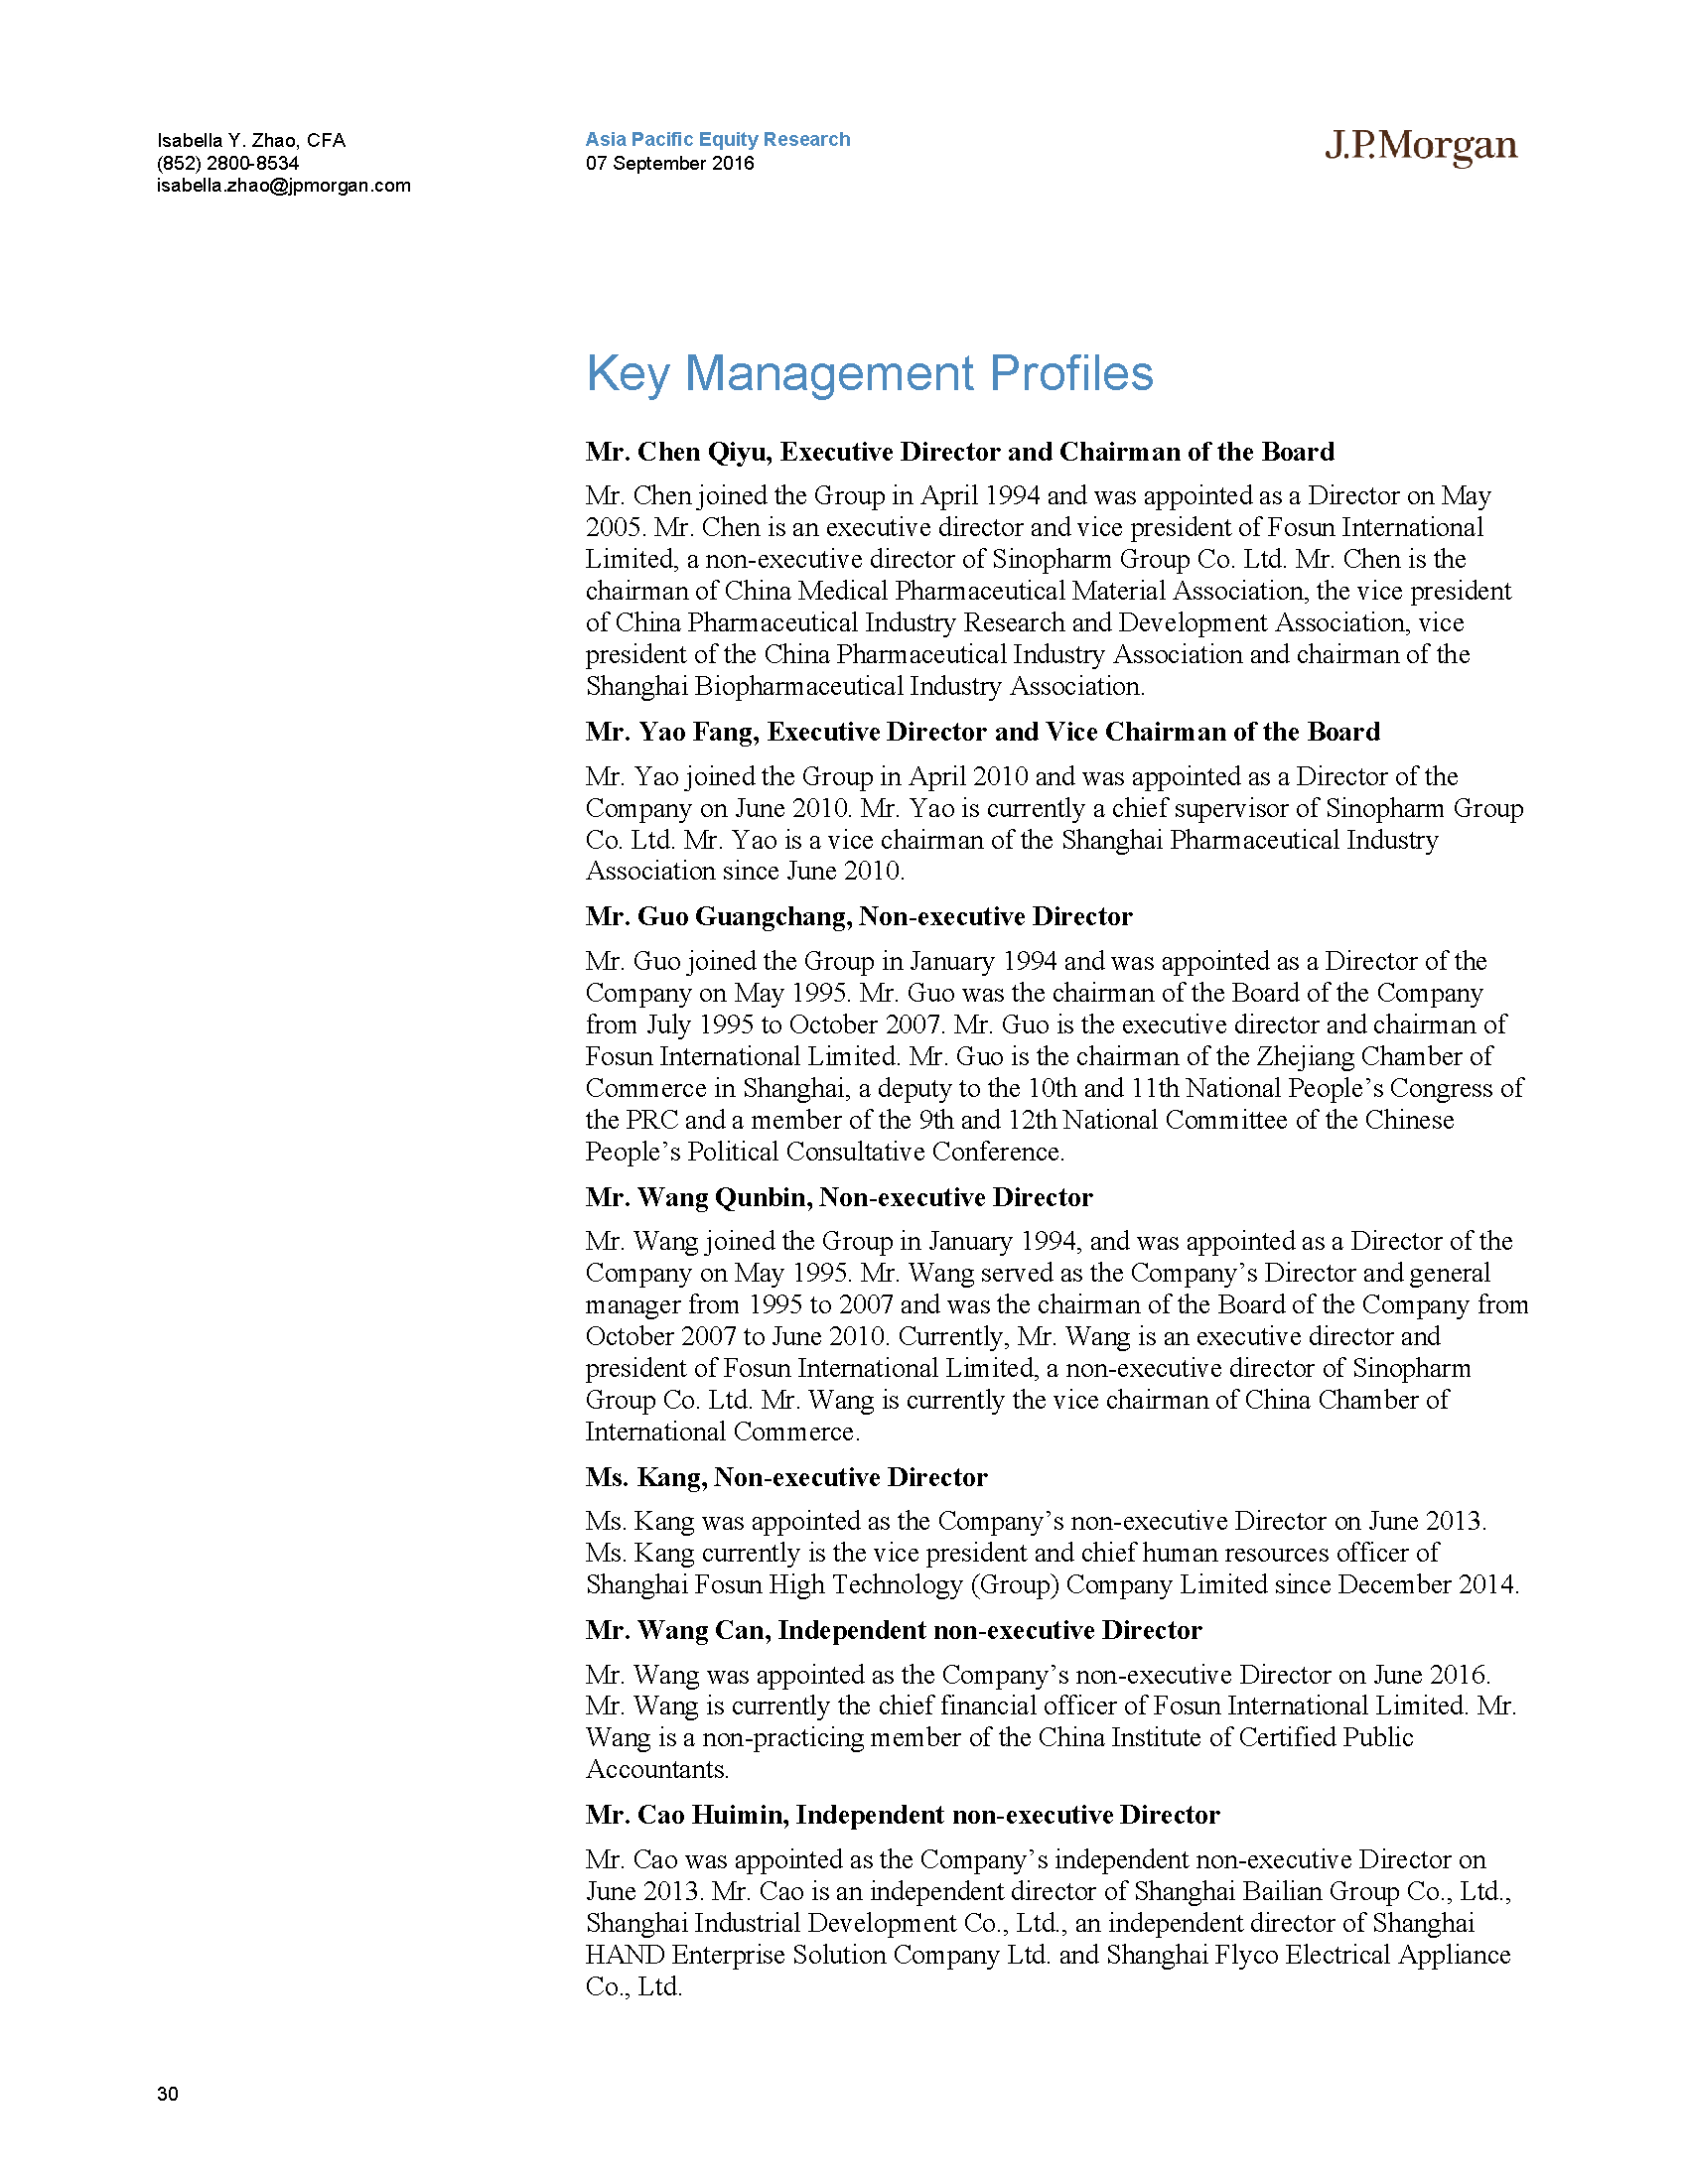 Isabella Y. Zhao, CFA
(852) 2800-8534
isabella.zhao@jpmorgan.com
Asia Pacific Equity Research
07 September 2016
J.P.Morgan
Key Management Profiles
Mr. Chen Qiyu, Executive Director and Chairman of the Board
Mr. Chen joined the Group in April 1994 and was appointed as a Director on May
2005. Mr. Chen is an executive director and vice president of Fosun International
Limited, a non-executive director of Sinopharm Group Co. Ltd. Mr. Chen is the
chairman of China Medical Pharmaceutical Material Association, the vice president
of China Pharmaceutical Industry Research and Development Association, vice
president of the China Pharmaceutical Industry Association and chairman of the
Shanghai Biopharmaceutical Industry Association.
Mr. Yao Fang, Executive Director and Vice Chairman of the Board
Mr. Yao joined the Group in April 2010 and was appointed as a Director of the
Company on June 2010. Mr. Yao is currently a chief supervisor of Sinopharm Group
Co. Ltd. Mr. Yao is a vice chairman of the Shanghai Pharmaceutical Industry
Association since June 2010.
Mr. Guo Guangchang, Non-executive Director
Mr. Guo joined the Group in January 1994 and was appointed as a Director of the
Company on May 1995. Mr. Guo was the chairman of the Board of the Company
from July 1995 to October 2007. Mr. Guo is the executive director and chairman of
Fosun International Limited. Mr. Guo is the chairman of the Zhejiang Chamber of
Commerce in Shanghai, a deputy to the 10th and 11th National People’s Congress of
the PRC and a member of the 9th and 12th National Committee of the Chinese
People’s Political Consultative Conference.
Mr. Wang Qunbin, Non-executive Director
Mr. Wang joined the Group in January 1994, and was appointed as a Director of the
Company on May 1995. Mr. Wang served as the Company’s Director and general
manager from 1995 to 2007 and was the chairman of the Board of the Company from
October 2007 to June 2010. Currently, Mr. Wang is an executive director and
president of Fosun International Limited, a non-executive director of Sinopharm
Group Co. Ltd. Mr. Wang is currently the vice chairman of China Chamber of
International Commerce.
Ms. Kang, Non-executive Director
Ms. Kang was appointed as the Company’s non-executive Director on June 2013.
Ms. Kang currently is the vice president and chief human resources officer of
Shanghai Fosun High Technology (Group) Company Limited since December 2014.
Mr. Wang Can, Independent non-executive Director
Mr. Wang was appointed as the Company’s non-executive Director on June 2016.
Mr. Wang is currently the chief financial officer of Fosun International Limited. Mr.
Wang is a non-practicing member of the China Institute of Certified Public
Accountants.
Mr. Cao Huimin, Independent non-executive Director
Mr. Cao was appointed as the Company’s independent non-executive Director on
June 2013. Mr. Cao is an independent director of Shanghai Bailian Group Co., Ltd.,
Shanghai Industrial Development Co., Ltd., an independent director of Shanghai
HAND Enterprise Solution Company Ltd. and Shanghai Flyco Electrical Appliance
Co., Ltd.
30